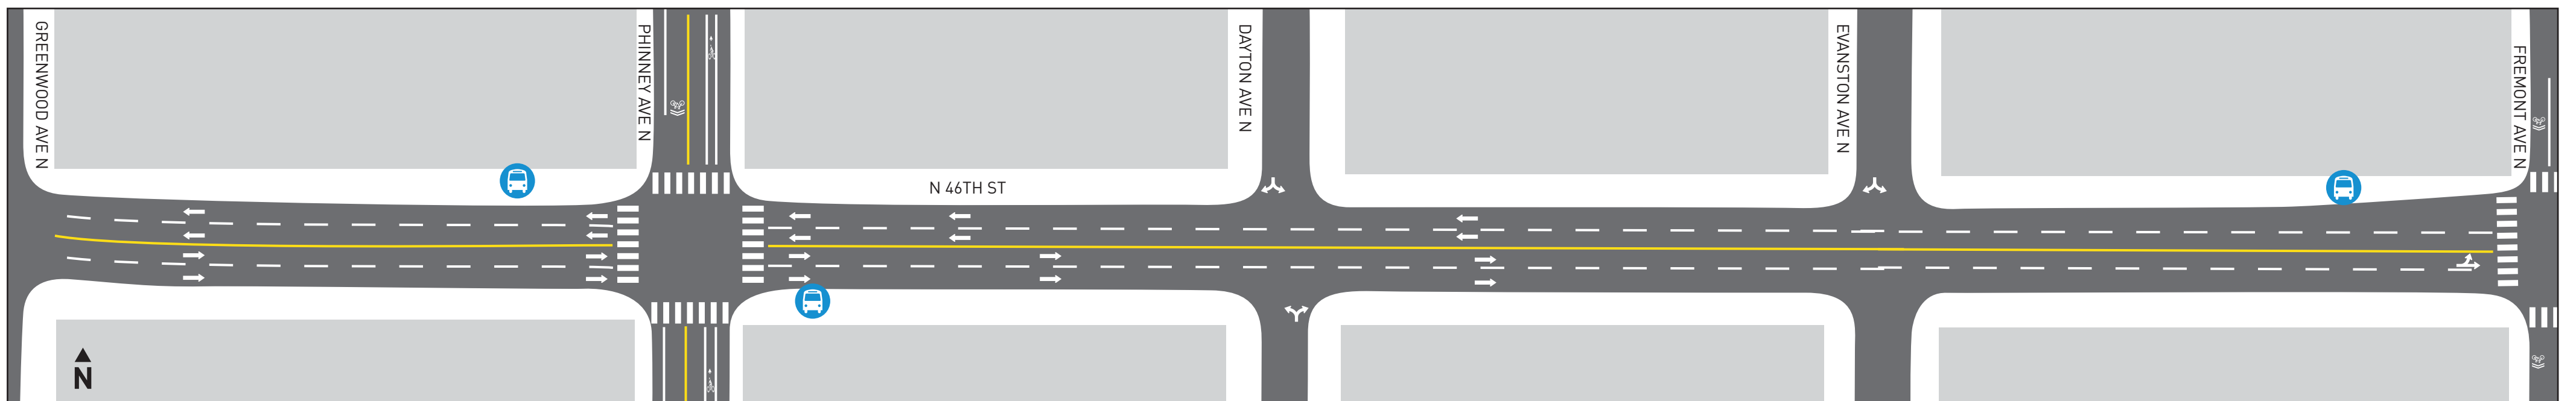 GREENWOOD AVE N
PHINNEY AVE N
DAYTON AVE N
EVANSTON AVE N
FREMONT AVE N
N 46TH ST
N